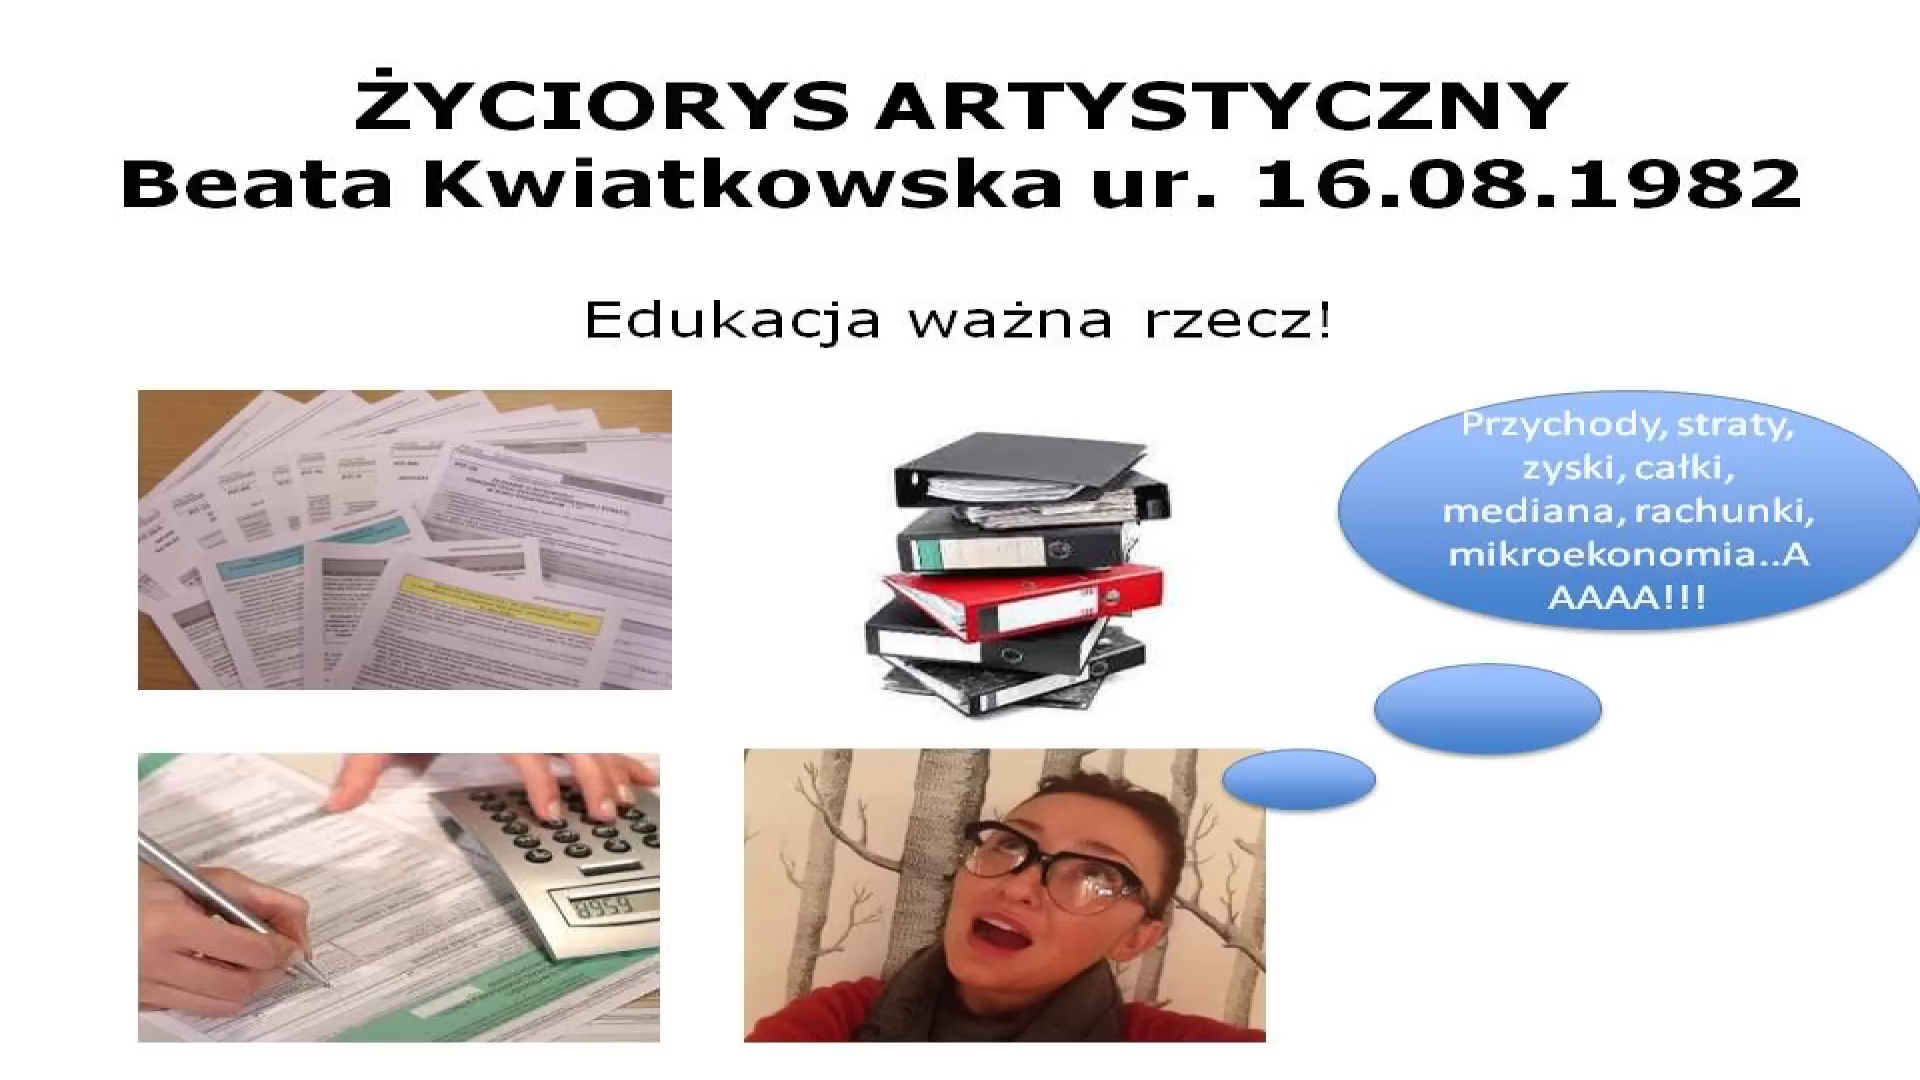 ŻYCIORYS ARTYSTYCZNY
Beata Kwiatkowska ur. 16.08.1982
Edukacja ważna rzecz!
Przychody, straty,
zyski, całki,
mediana, rachunki,
mikroekonomia..A
AAAA!!!
8959